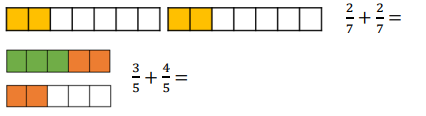 2/7 + 2/7 =
3/5 + 4/5 =